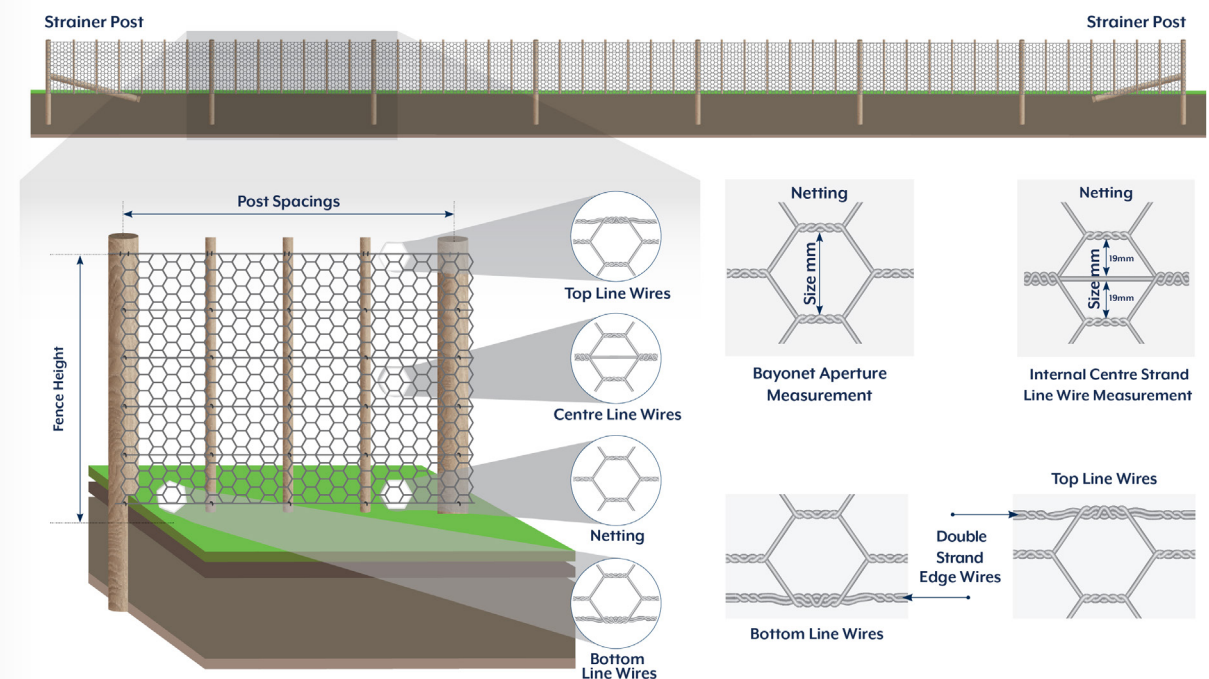 Strainer Post
Strainer Post
Post Spacings
Fence Height
Top Line Wires
Centre Line Wires
Netting
Bottom
Line Wires
Netting
Size mm
Bayonet Aperture
Measurement
Netting
Size mm
19mm
19mm
Internal Centre Strand
Line Wire Measurement
Top Line Wires
Double
Strand
Edge Wires
Bottom Line Wires